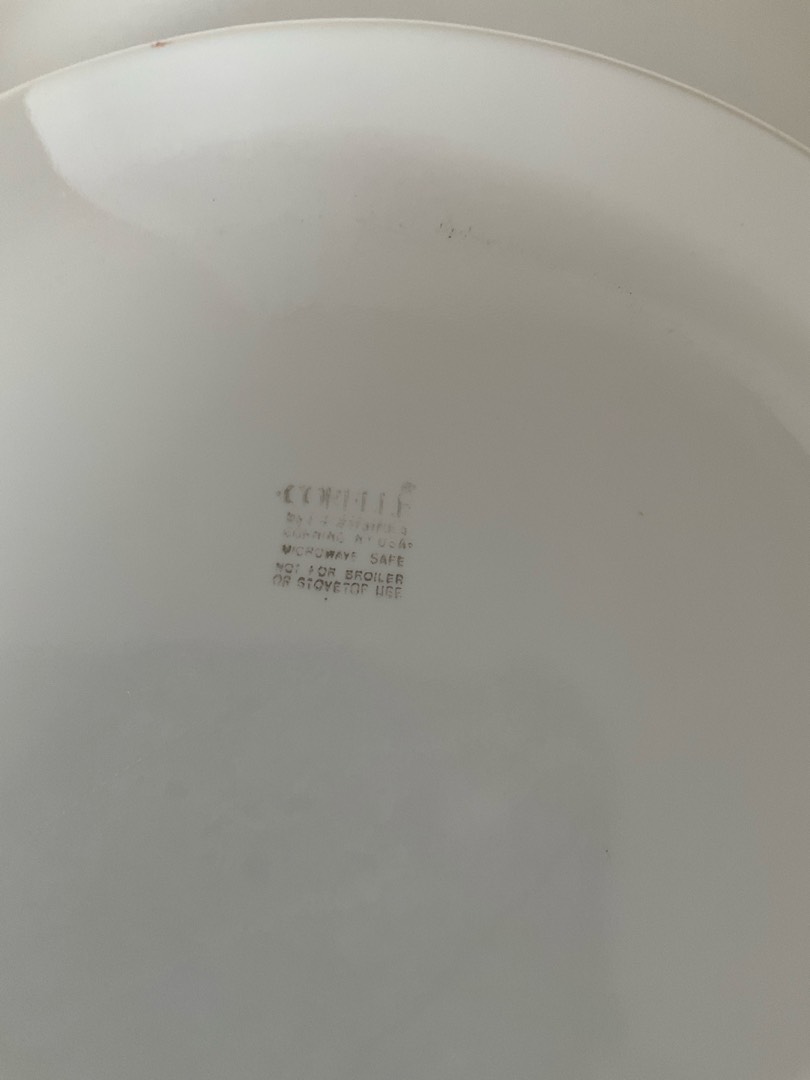 CORELLE®
CORNING NY USA
MICROWAVE SAFE
NOT FOR BROILER
OR STOVETOP USE